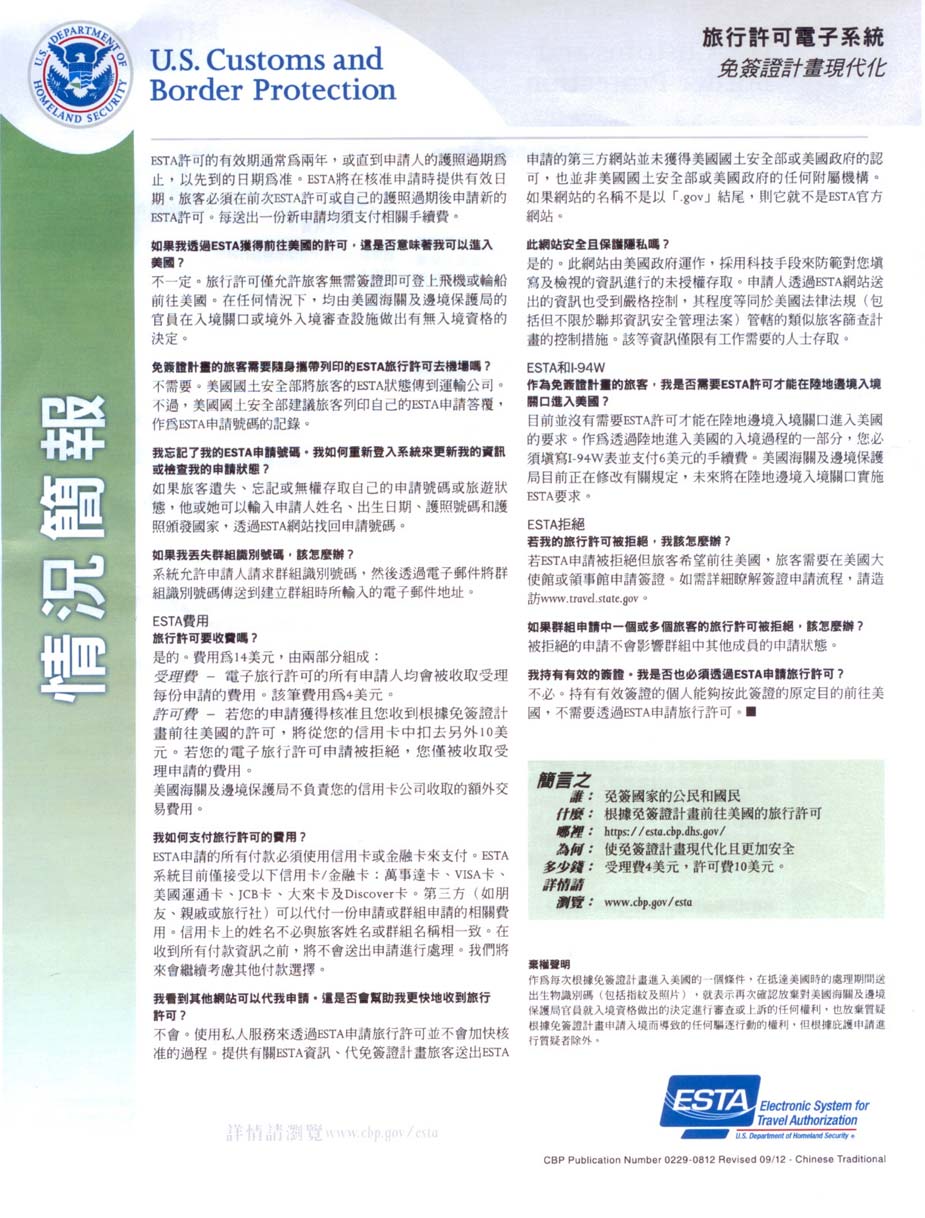 U.S. DEPARTMENT OF HOMELAND SECURITY
U.S. Customs and
Border Protection
旅行許可電子系統
免簽證計畫現代化
情況簡報
ESTA許可的有效期通常為兩年,或直到申請人的護照過期為
止,以先到的日期為准。ESTA將在核准申請時提供有效日
期。旅客必須在前次ESTA許可或自己的護照過期後申請新的
ESTA許可。每送出一份新申請均須支付相關手續費。
如果我透過ESTA獲得前往美國的許可,這是否意味著我可以進入
美國?
不一定。旅行許可僅允許旅客無需簽證即可登上飛機或輪船
前往美國。在任何情況下,均由美國海關及邊境保護局的
官員在入境關口或境外入境審查設施做出有無入境資格的
決定。
免簽證計畫的旅客需要隨身攜帶列印的ESTA旅行許可去機場嗎?
不需要。美國國土安全部將旅客的ESTA狀態傳到運輸公司。
不過,美國國土安全部建議旅客列印自己的ESTA申請答覆,
作為ESTA申請號碼的記錄。
我忘記了我的ESTA申請號碼。我如何重新登入系統來更新我的資訊
或檢查我的申請狀態?
如果旅客遺失、忘記或無權存取自己的申請號碼或旅遊狀
態,他或她可以輸入申請人姓名、出生日期、護照號碼和護
照頒發國家,透過ESTA網站找回申請號碼。
如果我丟失群組識別號碼,該怎麼辦?
系統允許申請人請求群組識別號碼,然後透過電子郵件將群
組識別號碼傳送到建立群組時所輸入的電子郵件地址。
ESTA費用
旅行許可要收費嗎?
是的。費用為14美元,由兩部分組成:
受理費 – 電子旅行許可的所有申請人均會被收取受理
每份申請的費用。該筆費用為4美元。
許可費 – 若您的申請獲得核准且您收到根據免簽證計
畫前往美國的許可,將從您的信用卡中扣去另外10美
元。若您的電子旅行許可申請被拒絕,您僅被收取受
理申請的費用。
美國海關及邊境保護局不負責您的信用卡公司收取的額外交
易費用。
我如何支付旅行許可的費用?
ESTA申請的所有付款必須使用信用卡或金融卡來支付。ESTA
系統目前僅接受以下信用卡/金融卡:萬事達卡、VISA卡、
美國運通卡、JCB卡、大來卡及Discover卡。第三方(如朋
友、親戚或旅行社)可以代付一份申請或群組申請的相關費
用。信用卡上的姓名不必與旅客姓名或群組名稱相一致。在
收到所有付款資訊之前,將不會送出申請進行處理。我們將
來會繼續考慮其他付款選擇。
我看到其他網站可以代我申請。這是否會幫助我更快地收到旅行
許可?
不會。使用私人服務來透過ESTA申請旅行許可並不會加快核
准的過程。提供有關ESTA資訊、代免簽證計畫旅客送出ESTA
申請的第三方網站並未獲得美國國土安全部或美國政府的認
可,也並非美國國土安全部或美國政府的任何附屬機構。
如果網站的名稱不是以「.gov」結尾,則它就不是ESTA官方
網站。
此網站安全且保護隱私嗎?
是的。此網站由美國政府運作,採用科技手段來防範對您填
寫及檢視的資訊進行的未授權存取。申請人透過ESTA網站送
出的資訊也受到嚴格控制,其程度等同於美國法律法規(包
括但不限於聯邦資訊安全管理法案)管轄的類似旅客篩查計
畫的控制措施。該等資訊僅限有工作需要的人士存取。
ESTA和I-94W
作為免簽證計畫的旅客,我是否需要ESTA許可才能在陸地邊境入境
關口進入美國?
目前並沒有需要ESTA許可才能在陸地邊境入境關口進入美國
的要求。作為透過陸地進入美國的入境過程的一部分,您必
須填寫I-94W表並支付6美元的手續費。美國海關及邊境保護
局目前正在修改有關規定,未來將在陸地邊境入境關口實施
ESTA要求。
ESTA拒絕
若我的旅行許可被拒絕,我該怎麼辦?
若ESTA申請被拒絕但旅客希望前往美國,旅客需要在美國大
使館或領事館申請簽證。如需詳細瞭解簽證申請流程,請造
訪www.travel.state.gov。
如果群組申請中一個或多個旅客的旅行許可被拒絕,該怎麼辦?
被拒絕的申請不會影響群組中其他成員的申請狀態。
我持有有效的簽證。我是否也必須透過ESTA申請旅行許可?
不必。持有有效簽證的個人能夠按此簽證的原定目的前往美
國,不需要透過ESTA申請旅行許可。■
簡言之
誰: 免簽國家的公民和國民
什麼: 根據免簽證計畫前往美國的旅行許可
哪裡: https://esta.cbp.dhs.gov/
為何: 使免簽證計畫現代化且更加安全
多少錢: 受理費4美元,許可費10美元。
詳情請
瀏覽: www.cbp.gov/esta
棄權聲明
作為每次根據免簽證計畫進入美國的一個條件,在抵達美國時的處理期間送
出生物識別碼(包括指紋及照片),就表示再次確認放棄對美國海關及邊境
保護局官員就入境資格做出的決定進行審查或上訴的任何權利,也放棄質疑
根據免簽證計畫申請入境而導致的任何驅逐行動的權利,但根據庇護申請進
行質疑者除外。
ESTA Electronic System for
Travel Authorization
U.S. Department of Homeland Security
詳情請瀏覽www.cbp.gov/esta
CBP Publication Number 0229-0812 Revised 09/12 - Chinese Traditional